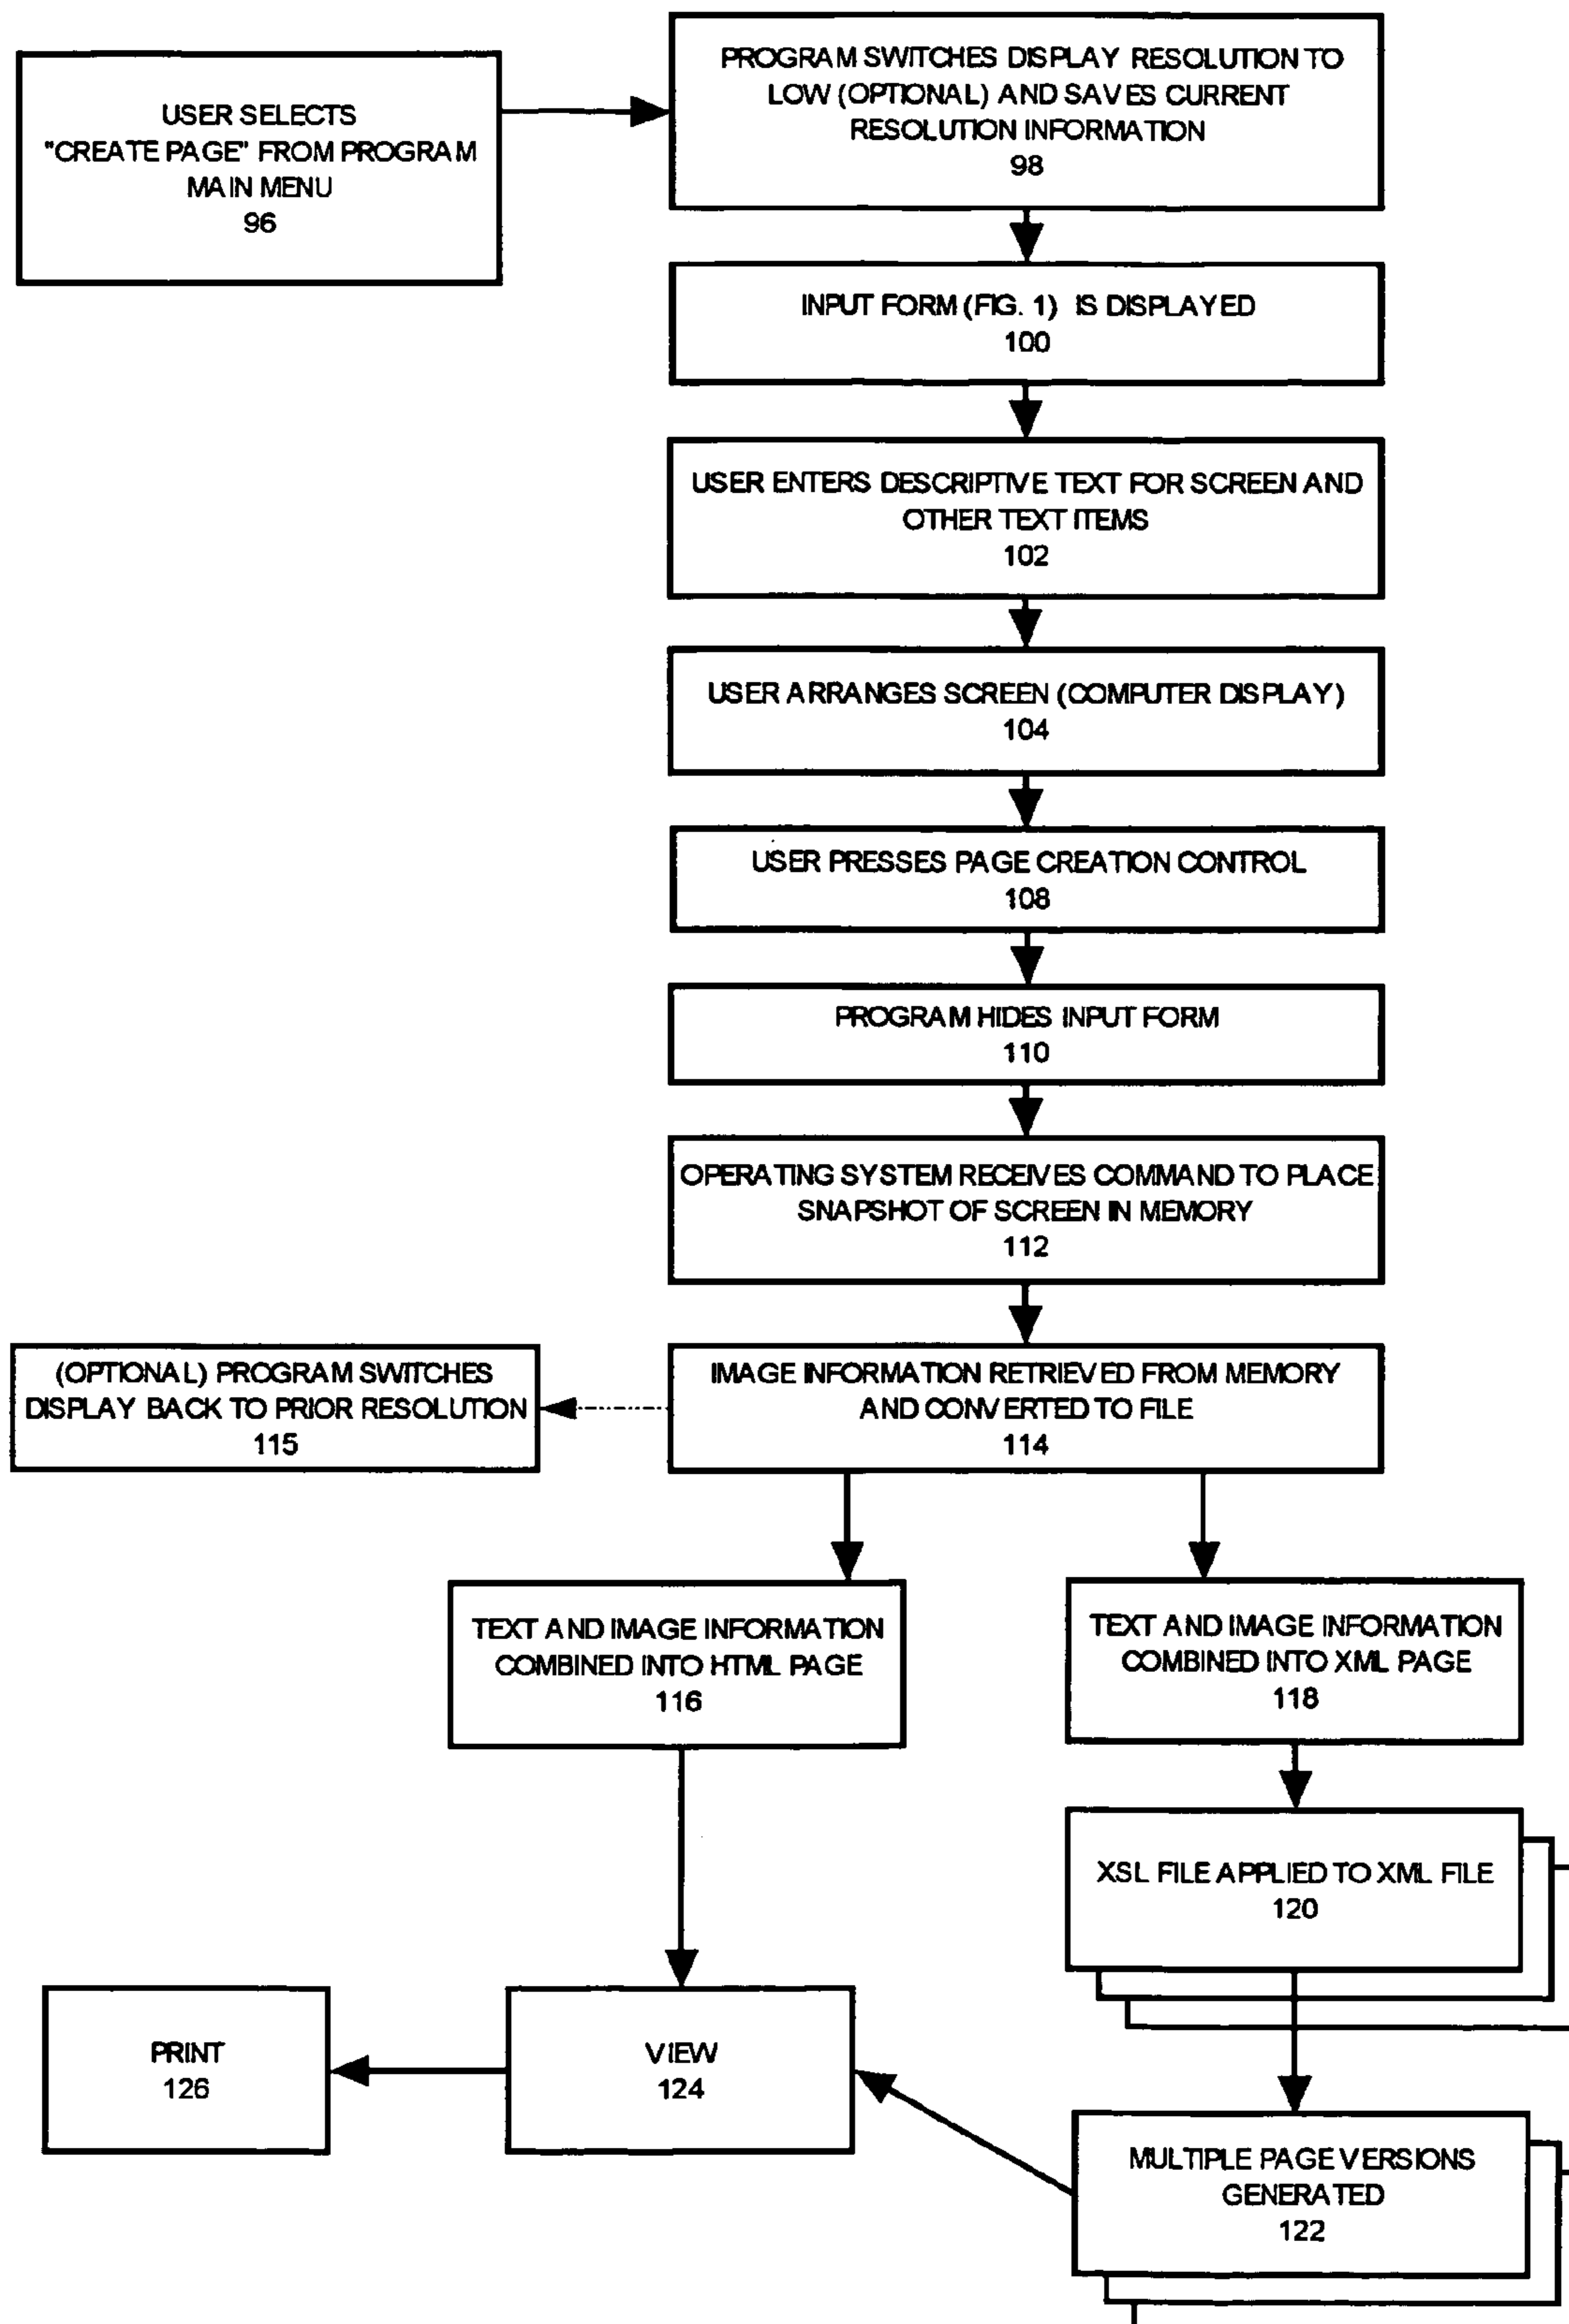 USER SELECTS
"CREATE PAGE" FROM PROGRAM
MAIN MENU
96
PROGRAM SWITCHES DISPLAY RESOLUTION TO
LOW (OPTIONAL) AND SAVES CURRENT
RESOLUTION INFORMATION
98
INPUT FORM (FIG. 1) IS DISPLAYED
100
USER ENTERS DESCRIPTIVE TEXT FOR SCREEN AND
OTHER TEXT ITEMS
102
USER ARRANGES SCREEN (COMPUTER DISPLAY)
104
USER PRESSES PAGE CREATION CONTROL
108
PROGRAM HIDES INPUT FORM
110
OPERATING SYSTEM RECEIVES COMMAND TO PLACE
SNAPSHOT OF SCREEN IN MEMORY
112
IMAGE INFORMATION RETRIEVED FROM MEMORY
AND CONVERTED TO FILE
114
(OPTIONAL) PROGRAM SWITCHES
DISPLAY BACK TO PRIOR RESOLUTION
115
TEXT AND IMAGE INFORMATION
COMBINED INTO HTML PAGE
116
TEXT AND IMAGE INFORMATION
COMBINED INTO XML PAGE
118
XSL FILE APPLIED TO XML FILE
120
PRINT
126
VIEW
124
MULTIPLE PAGE VERSIONS
GENERATED
122